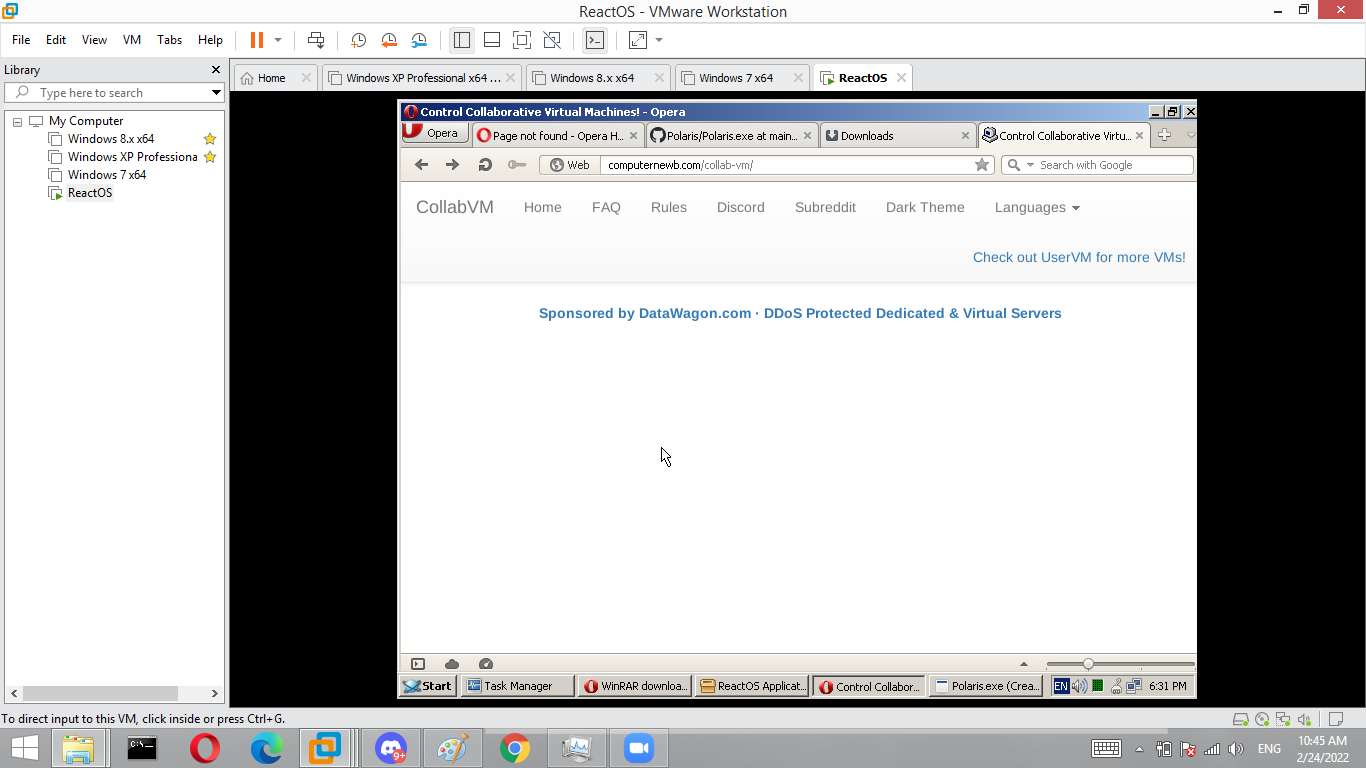 ReactOS - VMware Workstation
File Edit View VM Tabs Help
Library
Type here to search
My Computer
Windows 8.x x64
Windows XP Professiona
Windows 7 x64
ReactOS
Home
Windows XP Professional x64 ...
Windows 8.x x64
Windows 7 x64
ReactOS
Control Collaborative Virtual Machines! - Opera
Opera
Page not found - Opera H...
Polaris/Polaris.exe at main...
Downloads
Control Collaborative Virtu...
Web
computernewb.com/collab-vm/
Search with Google
CollabVM Home FAQ Rules Discord Subreddit Dark Theme Languages
Check out UserVM for more VMs!
Sponsored by DataWagon.com · DDoS Protected Dedicated & Virtual Servers
Start
Task Manager
WinRAR downloa...
ReactOS Applicat...
Control Collabor...
Polaris.exe (Crea...
EN
6:31 PM
To direct input to this VM, click inside or press Ctrl+G.
C:\_
9+
ENG
10:45 AM
2/24/2022